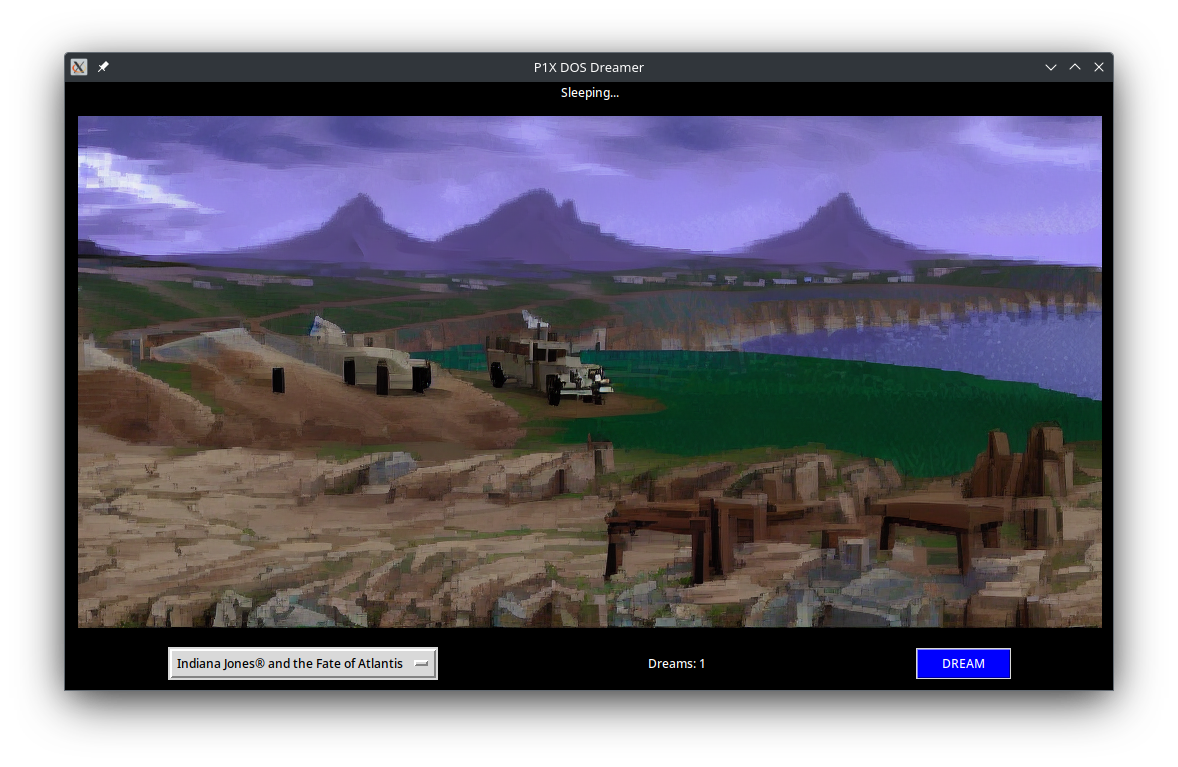 P1X DOS Dreamer
Sleeping...
Indiana Jones® and the Fate of Atlantis
Dreams: 1
DREAM